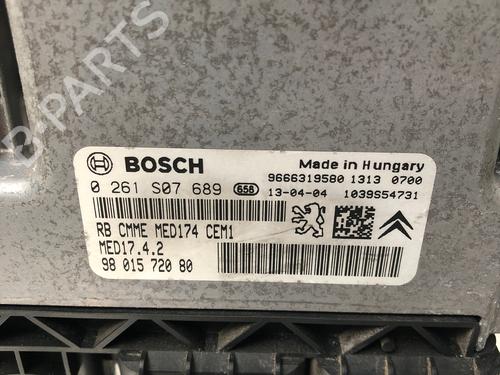 B-PARTS
BOSCH
Made in Hungary
0 261 S07 689 658
9666319580 1313 0700
13-04-04 1039S54731
RB CMME MED174 CEM1
MED17.4.2
98 015 720 80